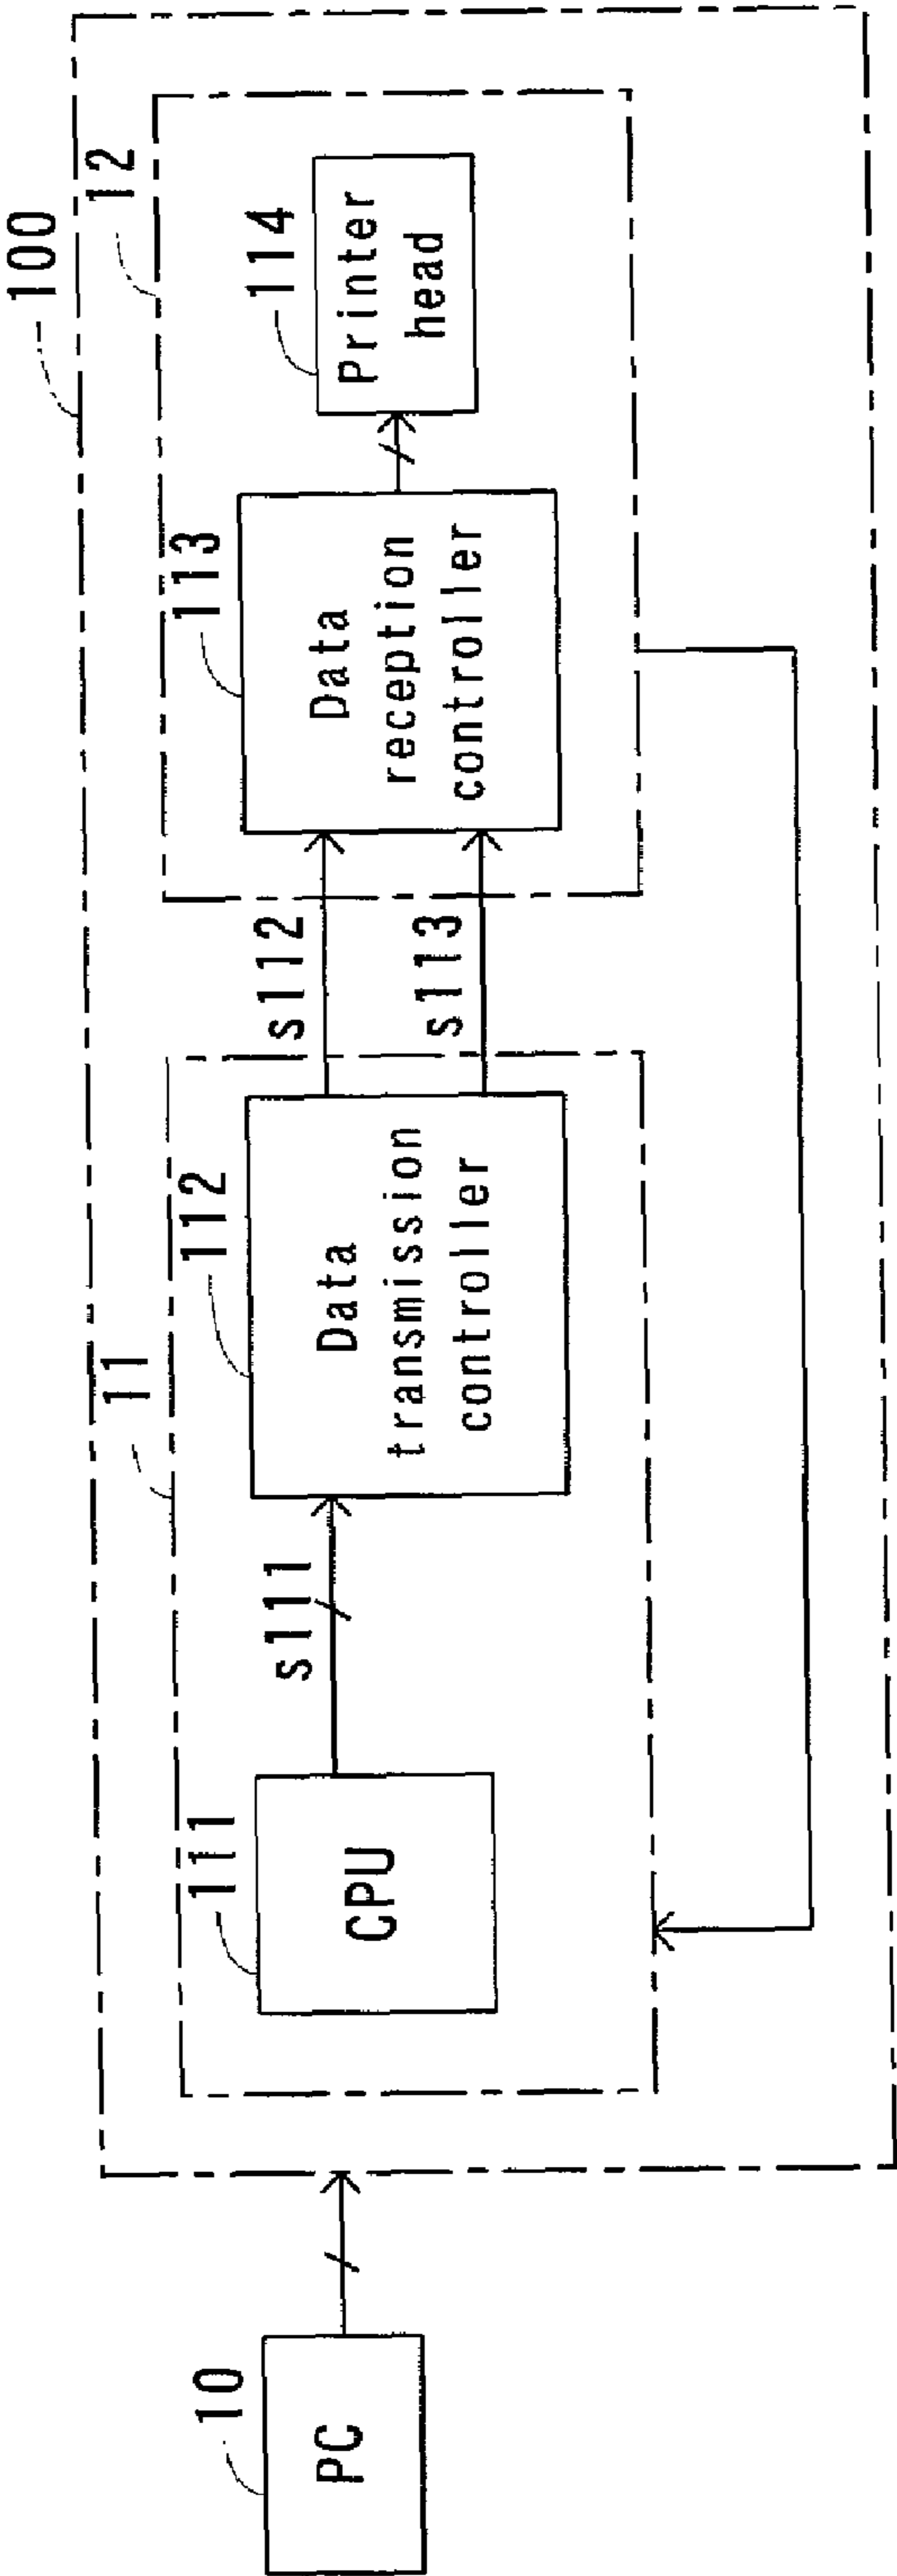 100
12
114
Printer
head
113
Data
reception
controller
s112
s113
11
112
Data
transmission
controller
s111
111
CPU
10
PC